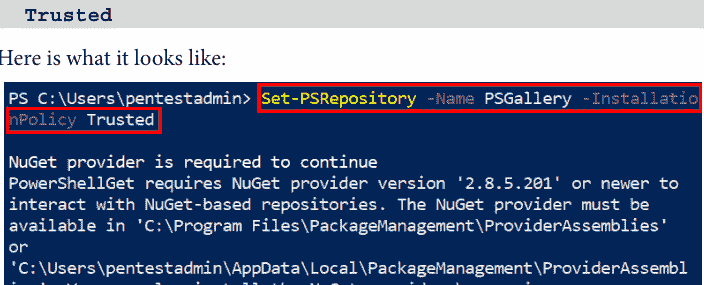 Trusted
Here is what it looks like:
PS C:\Users\pentestadmin> Set-PSRepository -Name PSGallery -Installatio
nPolicy Trusted
NuGet provider is required to continue
PowerShellGet requires NuGet provider version '2.8.5.201' or newer to
interact with NuGet-based repositories. The NuGet provider must be
available in 'C:\Program Files\PackageManagement\ProviderAssemblies'
or
'C:\Users\pentestadmin\AppData\Local\PackageManagement\ProviderAssembl